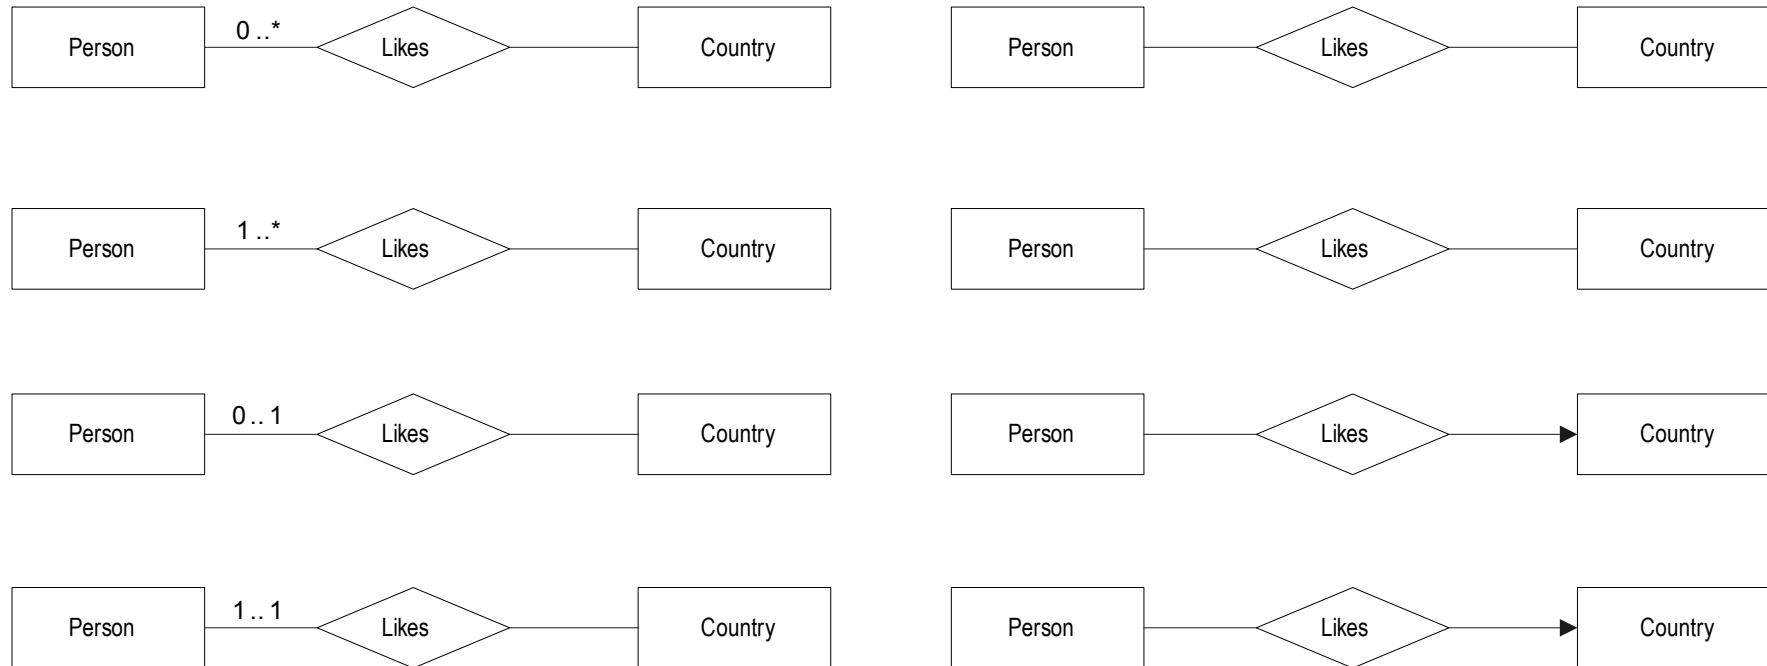 Person 0 ..* Likes Country Person Likes Country
Person 1 ..* Likes Country Person Likes Country
Person 0 .. 1 Likes Country Person Likes Country
Person 1 .. 1 Likes Country Person Likes Country